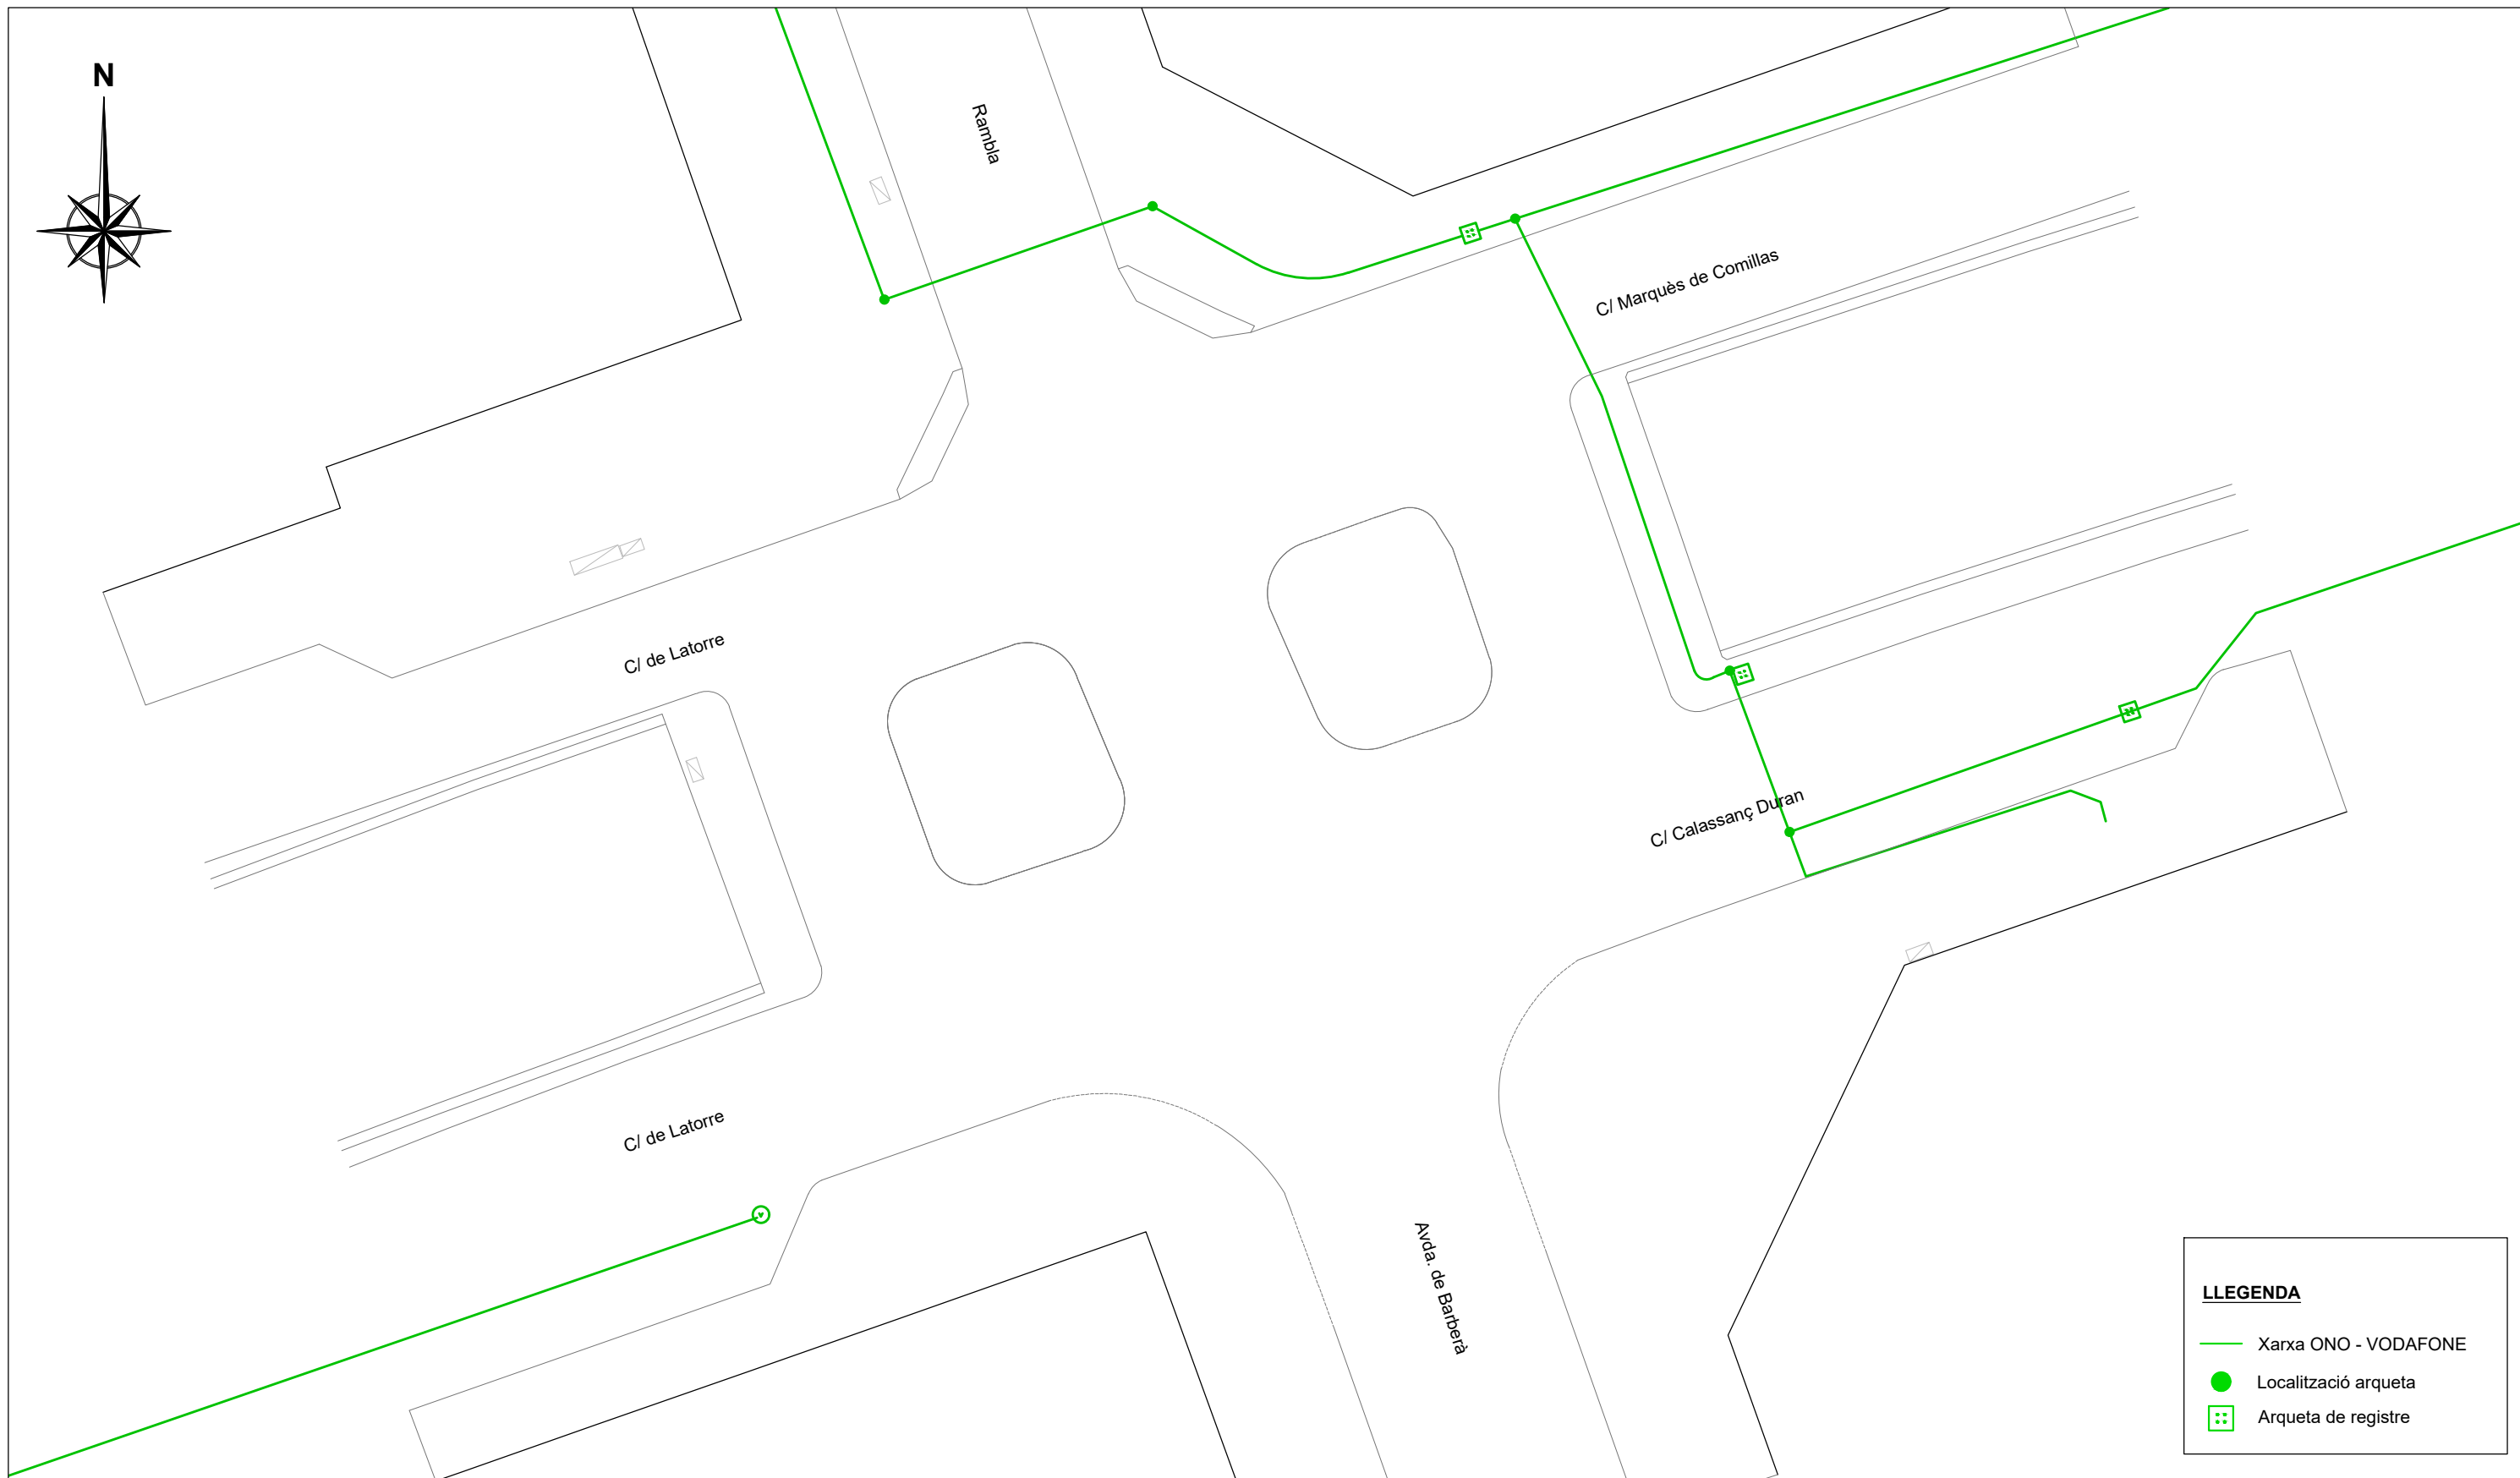 N
Rambla
C/ Marquès de Comillas
C/ de Latorre
C/ Calassanç Duran
C/ de Latorre
Avda. de Barberà
LLEGENDA
Xarxa ONO - VODAFONE
Localització arqueta
Arqueta de registre